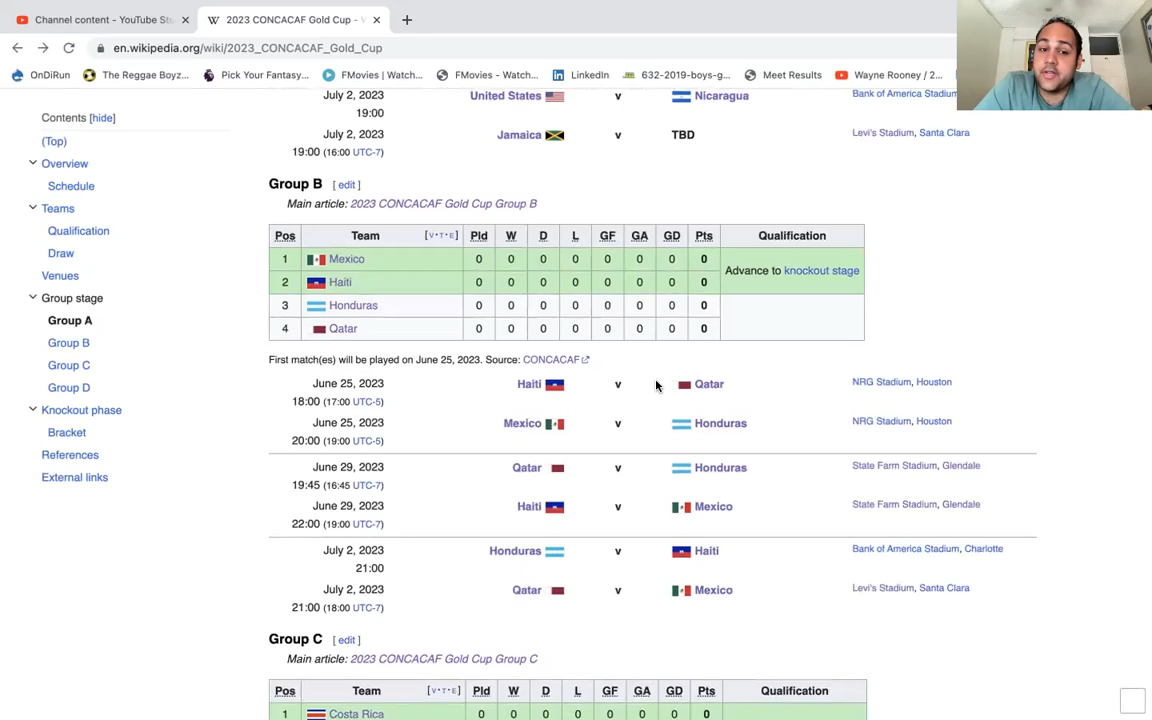 Channel content - YouTube Stu × W 2023 CONCACAF Gold Cup - × +
en.wikipedia.org/wiki/2023_CONCACAF_Gold_Cup
OnDiRun The Reggae Boyz... Pick Your Fantasy... FMovies | Watch... FMovies - Watch... LinkedIn 632-2019-boys-g... Meet Results Wayne Rooney / 2...
Contents [hide]
(Top)
Overview
Schedule
Teams
Qualification
Draw
Venues
Group stage
Group A
Group B
Group C
Group D
Knockout phase
Bracket
References
External links
July 2, 2023 United States v Nicaragua Bank of America Stadium
19:00
July 2, 2023 Jamaica v TBD Levi's Stadium, Santa Clara
19:00 (16:00 UTC-7)
Group B [ edit ]
Main article: 2023 CONCACAF Gold Cup Group B
Pos Team [V·T·E] Pld W D L GF GA GD Pts Qualification
1 Mexico 0 0 0 0 0 0 0 0 Advance to knockout stage
2 Haiti 0 0 0 0 0 0 0 0
3 Honduras 0 0 0 0 0 0 0 0
4 Qatar 0 0 0 0 0 0 0 0
First match(es) will be played on June 25, 2023. Source: CONCACAF
June 25, 2023 Haiti v Qatar NRG Stadium, Houston
18:00 (17:00 UTC-5)
June 25, 2023 Mexico v Honduras NRG Stadium, Houston
20:00 (19:00 UTC-5)
June 29, 2023 Qatar v Honduras State Farm Stadium, Glendale
19:45 (16:45 UTC-7)
June 29, 2023 Haiti v Mexico State Farm Stadium, Glendale
22:00 (19:00 UTC-7)
July 2, 2023 Honduras v Haiti Bank of America Stadium, Charlotte
21:00
July 2, 2023 Qatar v Mexico Levi's Stadium, Santa Clara
21:00 (18:00 UTC-7)
Group C [ edit ]
Main article: 2023 CONCACAF Gold Cup Group C
Pos Team [V·T·E] Pld W D L GF GA GD Pts Qualification
1 Costa Rica 0 0 0 0 0 0 0 0